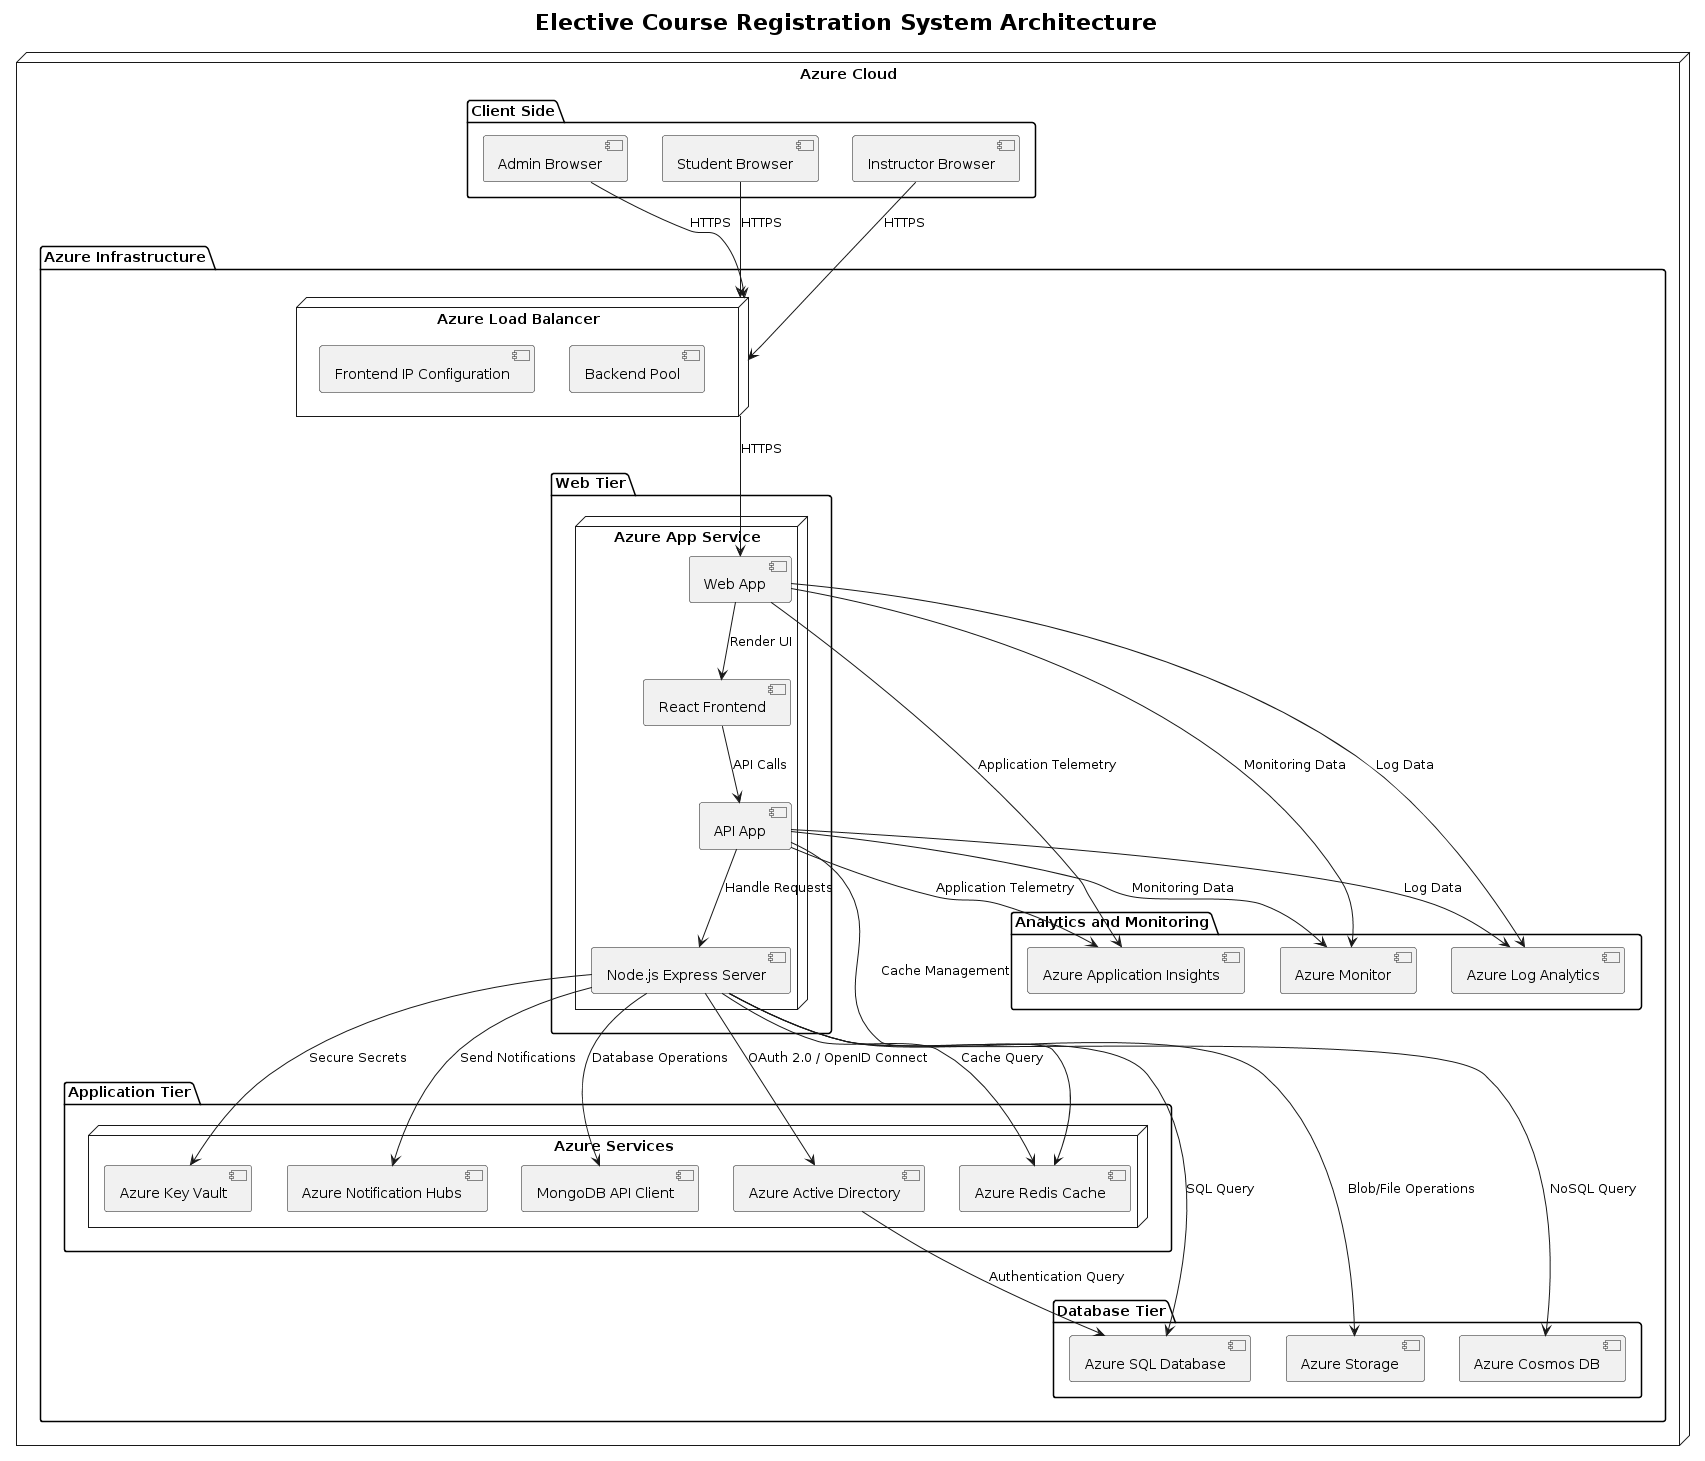 Elective Course Registration System Architecture
Azure Cloud
Client Side
Admin Browser
Student Browser
Instructor Browser
HTTPS
HTTPS
HTTPS
Azure Infrastructure
Azure Load Balancer
Frontend IP Configuration
Backend Pool
HTTPS
Web Tier
Azure App Service
Web App
Render UI
React Frontend
API Calls
Application Telemetry
Monitoring Data
Log Data
API App
Handle Requests
Application Telemetry
Monitoring Data
Log Data
Analytics and Monitoring
Node.js Express Server
Cache Management
Azure Application Insights
Azure Monitor
Azure Log Analytics
Secure Secrets
Send Notifications
Database Operations
OAuth 2.0 / OpenID Connect
Cache Query
Application Tier
Azure Services
Azure Key Vault
Azure Notification Hubs
MongoDB API Client
Azure Active Directory
Azure Redis Cache
SQL Query
Blob/File Operations
NoSQL Query
Authentication Query
Database Tier
Azure SQL Database
Azure Storage
Azure Cosmos DB